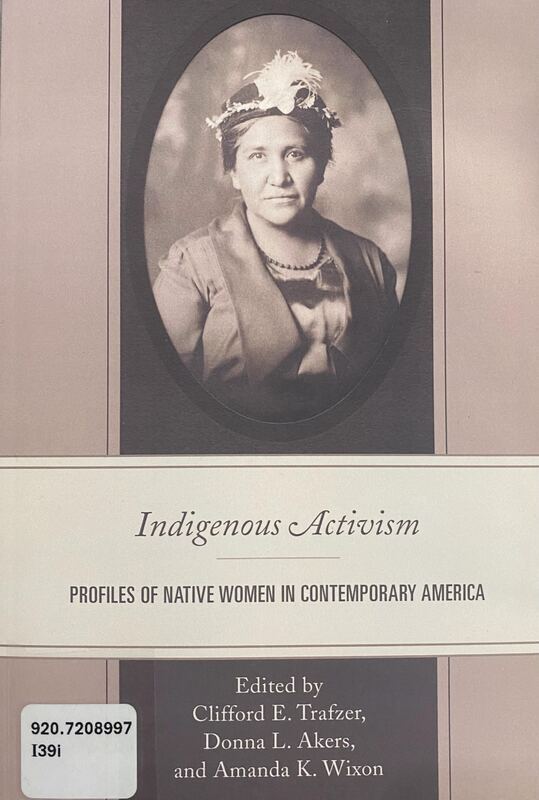 Indigenous Activism
PROFILES OF NATIVE WOMEN IN CONTEMPORARY AMERICA
Edited by
Clifford E. Trafzer,
Donna L. Akers,
and Amanda K. Wixon
920.7208997
I39i